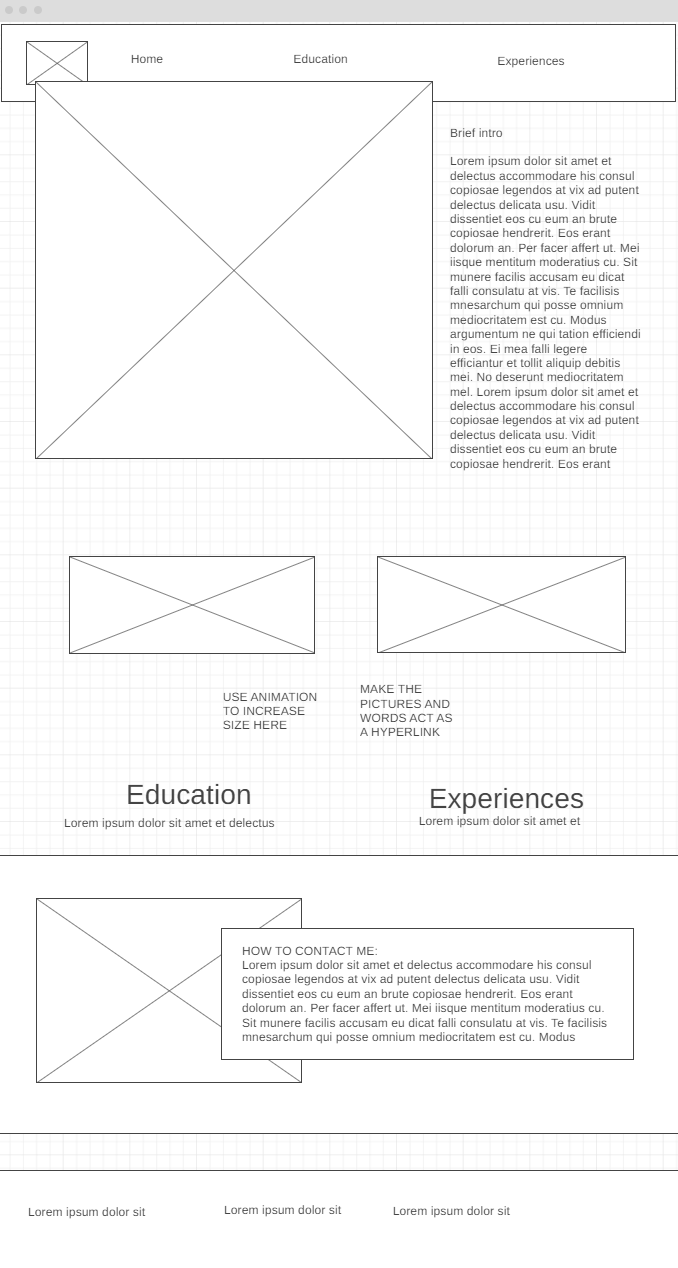 Home
Education
Experiences
Brief intro
Lorem ipsum dolor sit amet et
delectus accommodare his consul
copiosae legendos at vix ad putent
delectus delicata usu. Vidit
dissentiet eos cu eum an brute
copiosae hendrerit. Eos erant
dolorum an. Per facer affert ut. Mei
iisque mentitum moderatius cu. Sit
munere facilis accusam eu dicat
falli consulatu at vis. Te facilisis
mnesarchum qui posse omnium
mediocritatem est cu. Modus
argumentum ne qui tation efficiendi
in eos. Ei mea falli legere
efficiantur et tollit aliquip debitis
mei. No deserunt mediocritatem
mel. Lorem ipsum dolor sit amet et
delectus accommodare his consul
copiosae legendos at vix ad putent
delectus delicata usu. Vidit
dissentiet eos cu eum an brute
copiosae hendrerit. Eos erant
USE ANIMATION
TO INCREASE
SIZE HERE
MAKE THE
PICTURES AND
WORDS ACT AS
A HYPERLINK
Education
Lorem ipsum dolor sit amet et delectus
Experiences
Lorem ipsum dolor sit amet et
HOW TO CONTACT ME:
Lorem ipsum dolor sit amet et delectus accommodare his consul
copiosae legendos at vix ad putent delectus delicata usu. Vidit
dissentiet eos cu eum an brute copiosae hendrerit. Eos erant
dolorum an. Per facer affert ut. Mei iisque mentitum moderatius cu.
Sit munere facilis accusam eu dicat falli consulatu at vis. Te facilisis
mnesarchum qui posse omnium mediocritatem est cu. Modus
Lorem ipsum dolor sit
Lorem ipsum dolor sit
Lorem ipsum dolor sit